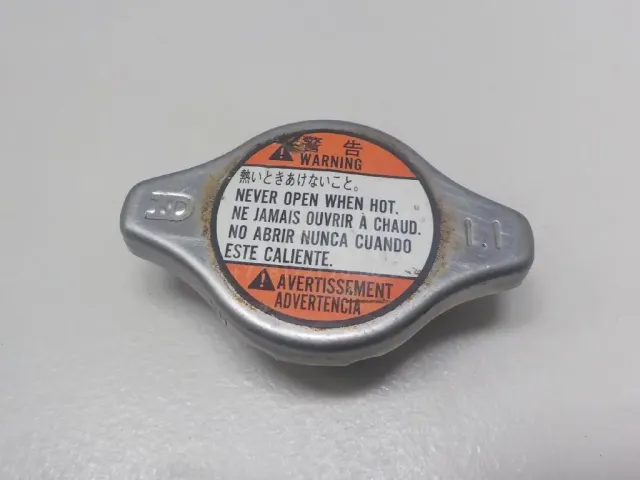 警告
WARNING
熱いときあけないこと。
NEVER OPEN WHEN HOT.
NE JAMAIS OUVRIR À CHAUD.
NO ABRIR NUNCA CUANDO
ESTE CALIENTE.
AVERTISSEMENT
ADVERTENCIA
1.1